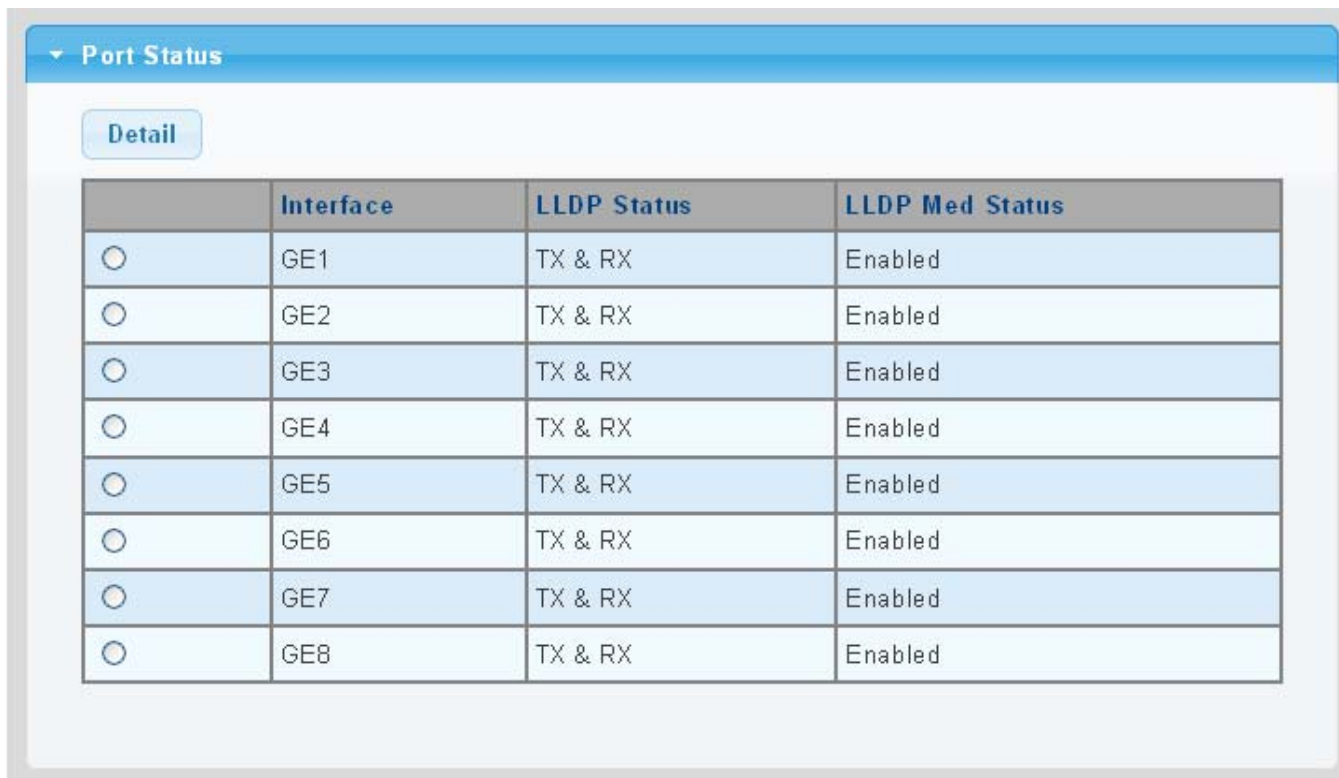 Port Status
Detail
Interface LLDP Status LLDP Med Status
GE1 TX & RX Enabled
GE2 TX & RX Enabled
GE3 TX & RX Enabled
GE4 TX & RX Enabled
GE5 TX & RX Enabled
GE6 TX & RX Enabled
GE7 TX & RX Enabled
GE8 TX & RX Enabled